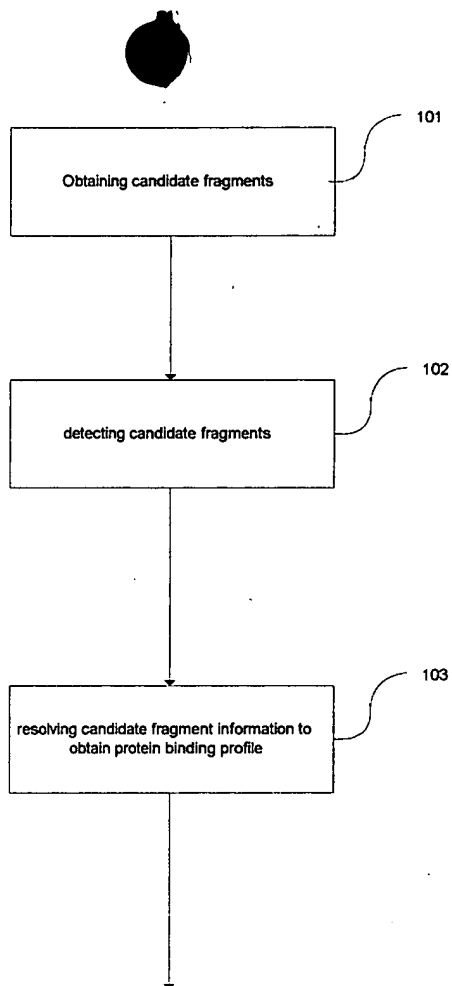 101
Obtaining candidate fragments
102
detecting candidate fragments
103
resolving candidate fragment information to
obtain protein binding profile